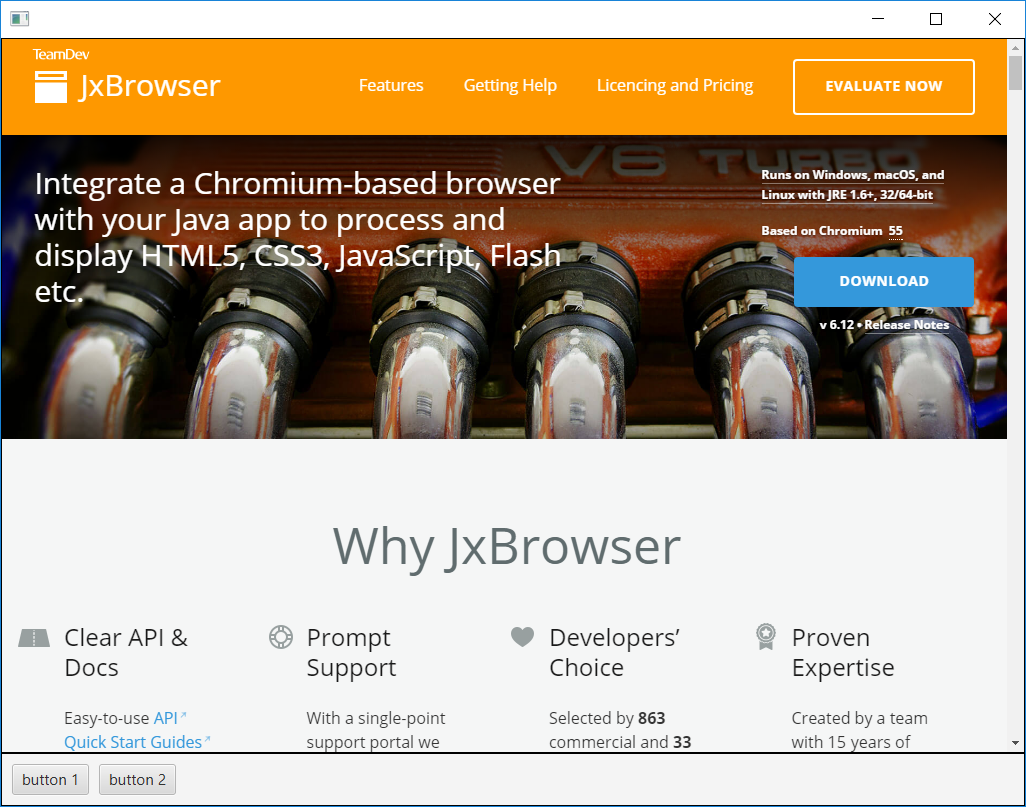 TeamDev
JxBrowser
Features
Getting Help
Licencing and Pricing
EVALUATE NOW
V6 TURBO
Integrate a Chromium-based browser
with your Java app to process and
display HTML5, CSS3, JavaScript, Flash
etc.
Runs on Windows, macOS, and
Linux with JRE 1.6+, 32/64-bit
Based on Chromium 55
DOWNLOAD
v 6.12 • Release Notes
Why JxBrowser
Clear API &
Docs
Easy-to-use API
Quick Start Guides
Prompt
Support
With a single-point
support portal we
Developers’
Choice
Selected by 863
commercial and 33
Proven
Expertise
Created by a team
with 15 years of
button 1
button 2